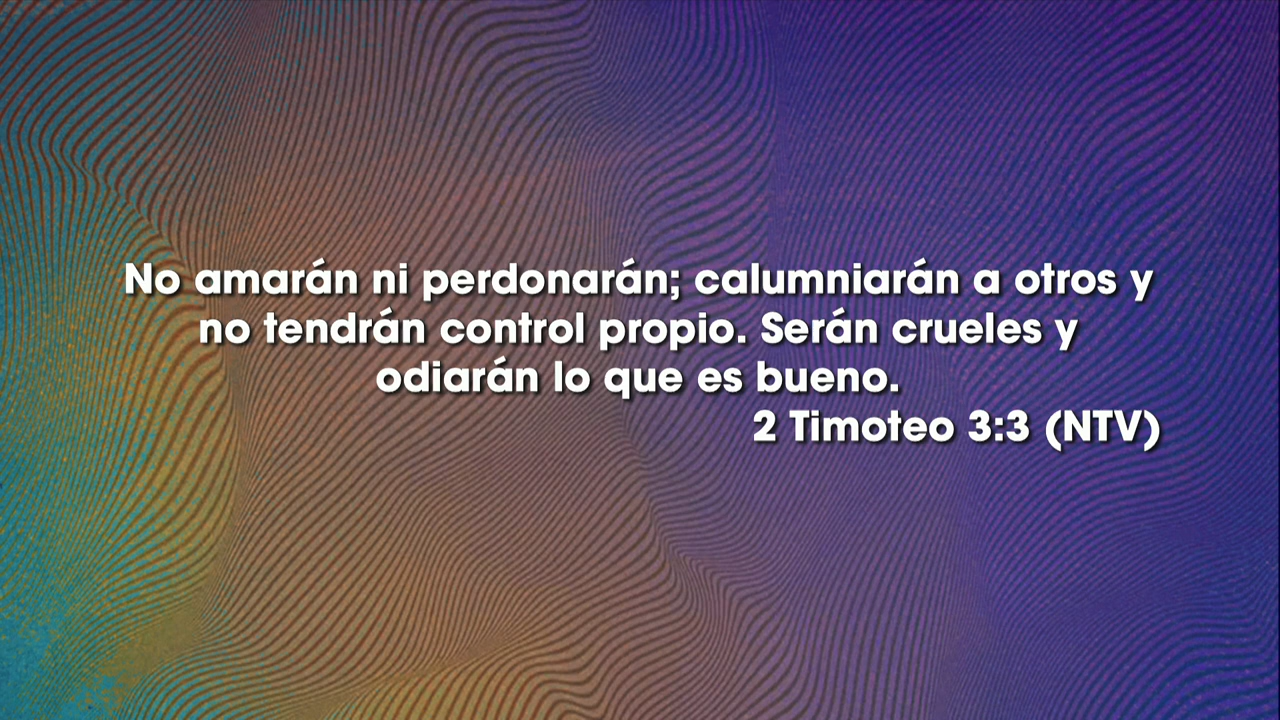 No amarán ni perdonarán; calumniarán a otros y
no tendrán control propio. Serán crueles y
odiarán lo que es bueno.
2 Timoteo 3:3 (NTV)